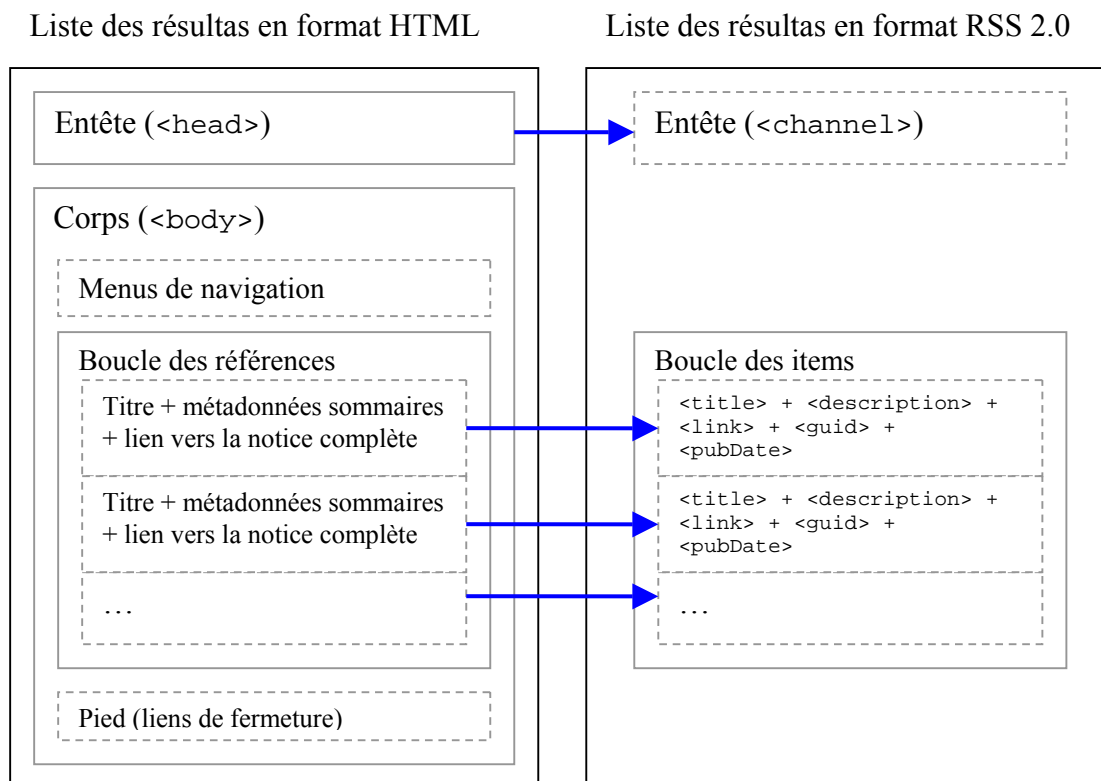 Liste des résultas en format HTML
Liste des résultas en format RSS 2.0
Entête (<head>)
Entête (<channel>)
Corps (<body>)
Menus de navigation
Boucle des références
Titre + métadonnées sommaires
+ lien vers la notice complète
Titre + métadonnées sommaires
+ lien vers la notice complète
…
Pied (liens de fermeture)
Boucle des items
<title> + <description> +
<link> + <guid> +
<pubDate>
<title> + <description> +
<link> + <guid> +
<pubDate>
…